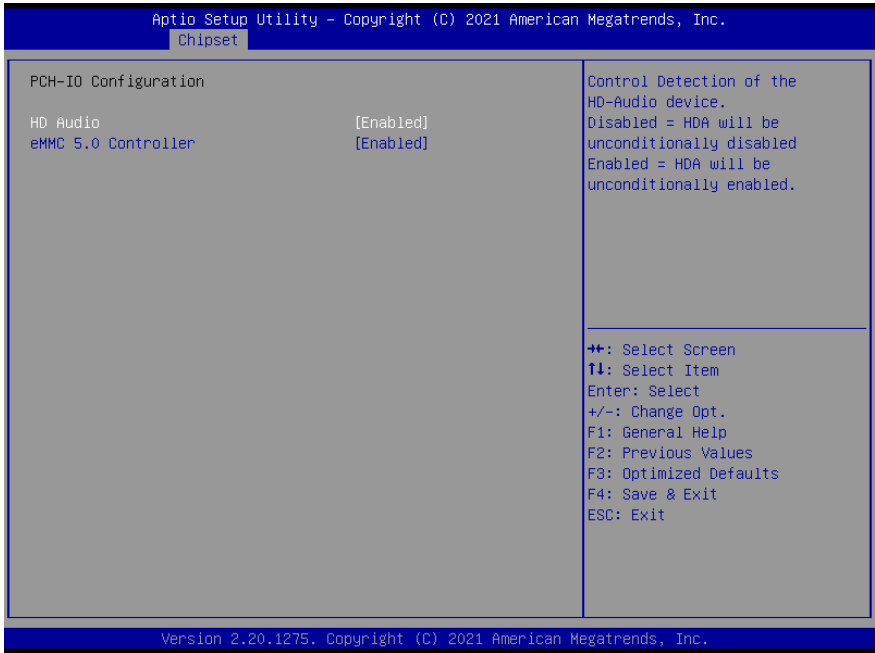 Aptio Setup Utility – Copyright (C) 2021 American Megatrends, Inc.
Chipset
PCH-IO Configuration
HD Audio [Enabled]
eMMC 5.0 Controller [Enabled]
Control Detection of the
HD-Audio device.
Disabled = HDA will be
unconditionally disabled
Enabled = HDA will be
unconditionally enabled.
→←: Select Screen
↑↓: Select Item
Enter: Select
+/-: Change Opt.
F1: General Help
F2: Previous Values
F3: Optimized Defaults
F4: Save & Exit
ESC: Exit
Version 2.20.1275. Copyright (C) 2021 American Megatrends, Inc.